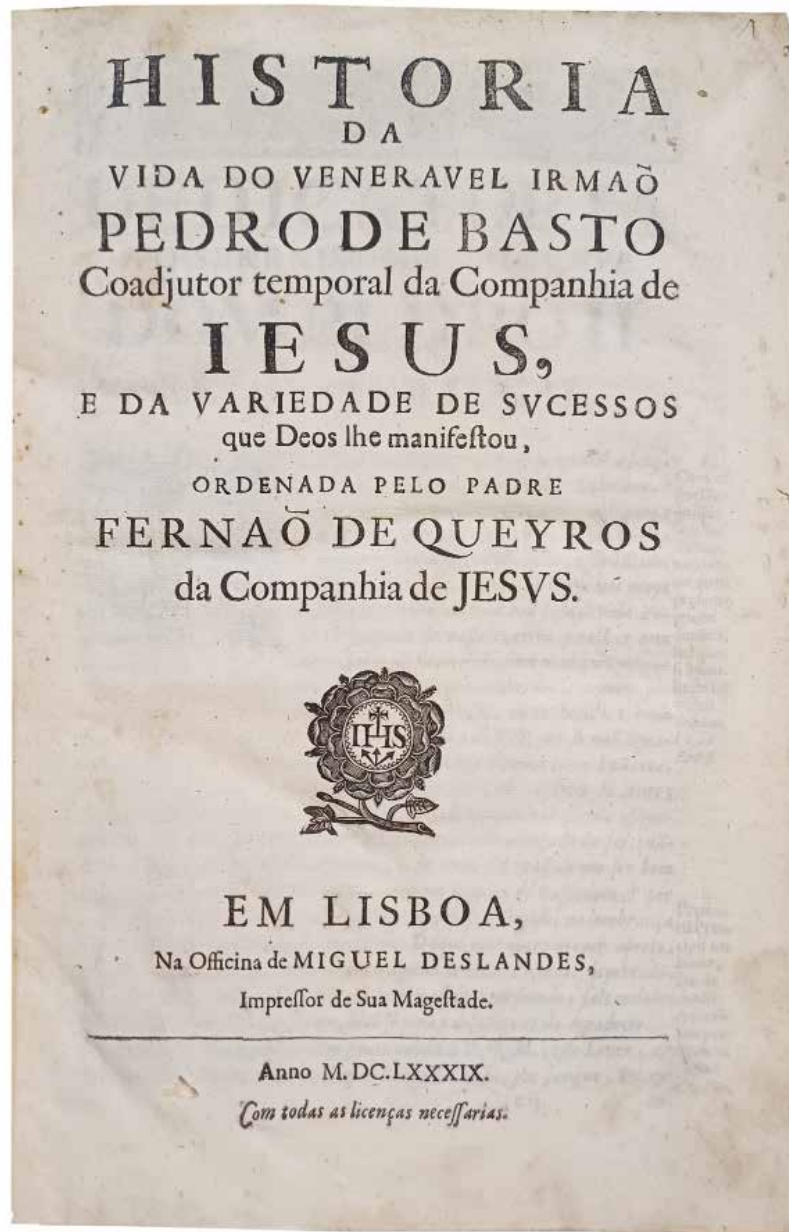 1
HISTORIA
DA
VIDA DO VENERAVEL IRMAÕ
PEDRO DE BASTO
Coadjutor temporal da Companhia de
IESUS,
E DA VARIEDADE DE SVCESSOS
que Deos lhe manifeſtou,
ORDENADA PELO PADRE
FERNAÕ DE QUEYROS
da Companhia de JESVS.
IHS
EM LISBOA,
Na Officina de MIGUEL DESLANDES,
Impreſſor de Sua Mageſtade.
Anno M. DC. LXXXIX.
Com todas as licenças neceſſarias.